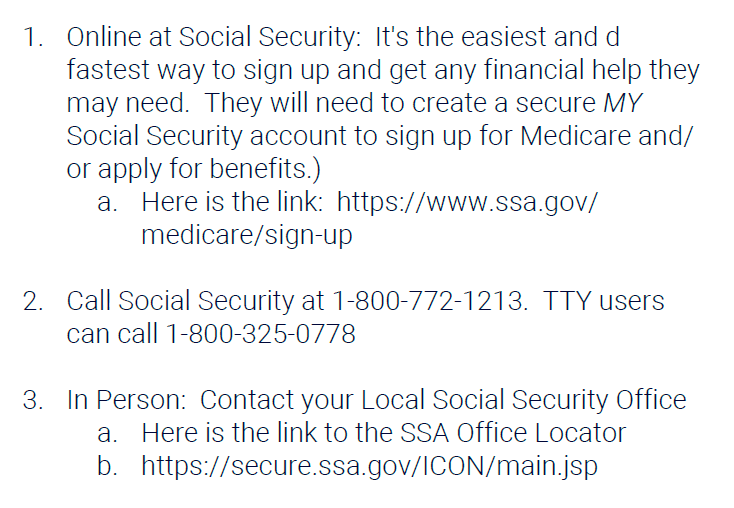 1. Online at Social Security: It's the easiest and d
fastest way to sign up and get any financial help they
may need. They will need to create a secure MY
Social Security account to sign up for Medicare and/
or apply for benefits.)
a. Here is the link: https://www.ssa.gov/
medicare/sign-up
2. Call Social Security at 1-800-772-1213. TTY users
can call 1-800-325-0778
3. In Person: Contact your Local Social Security Office
a. Here is the link to the SSA Office Locator
b. https://secure.ssa.gov/ICON/main.jsp